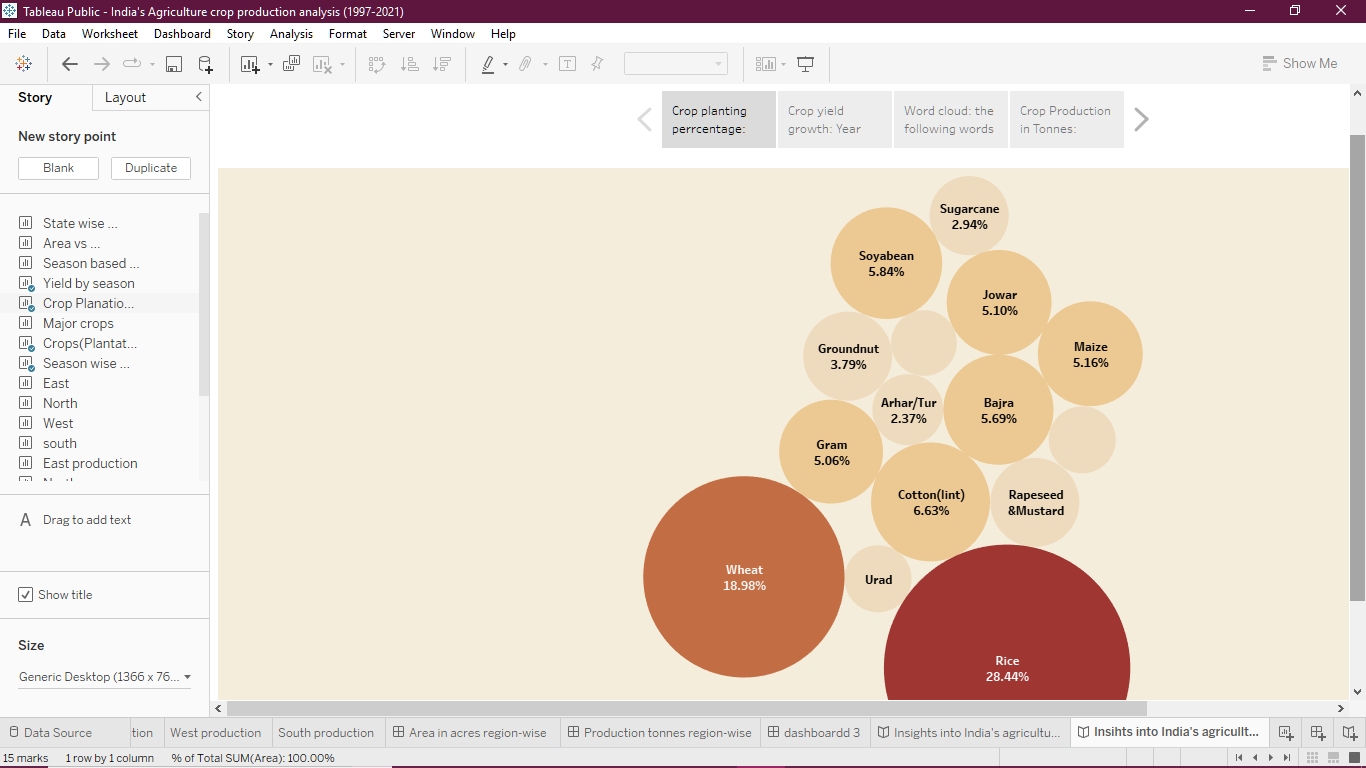 Tableau Public - India's Agriculture crop production analysis (1997-2021)
File Data Worksheet Dashboard Story Analysis Format Server Window Help
Show Me
Story Layout
New story point
Blank Duplicate
State wise ...
Area vs ...
Season based ...
Yield by season
Crop Planatio...
Major crops
Crops(Plantat...
Season wise ...
East
North
West
south
East production
A Drag to add text
Show title
Size
Generic Desktop (1366 x 76...
Crop planting
perrcentage:
Crop yield
growth: Year
Word cloud: the
following words
Crop Production
in Tonnes:
Sugarcane
2.94%
Soyabean
5.84%
Jowar
5.10%
Groundnut
3.79%
Maize
5.16%
Arhar/Tur
2.37%
Bajra
5.69%
Gram
5.06%
Cotton(lint)
6.63%
Rapeseed
&Mustard
Wheat
18.98%
Urad
Rice
28.44%
Data Source tion West production South production Area in acres region-wise Production tonnes region-wise dashboardd 3 Insights into India's agricultu... Insihts into India's agricullt...
15 marks 1 row by 1 column % of Total SUM(Area): 100.00%